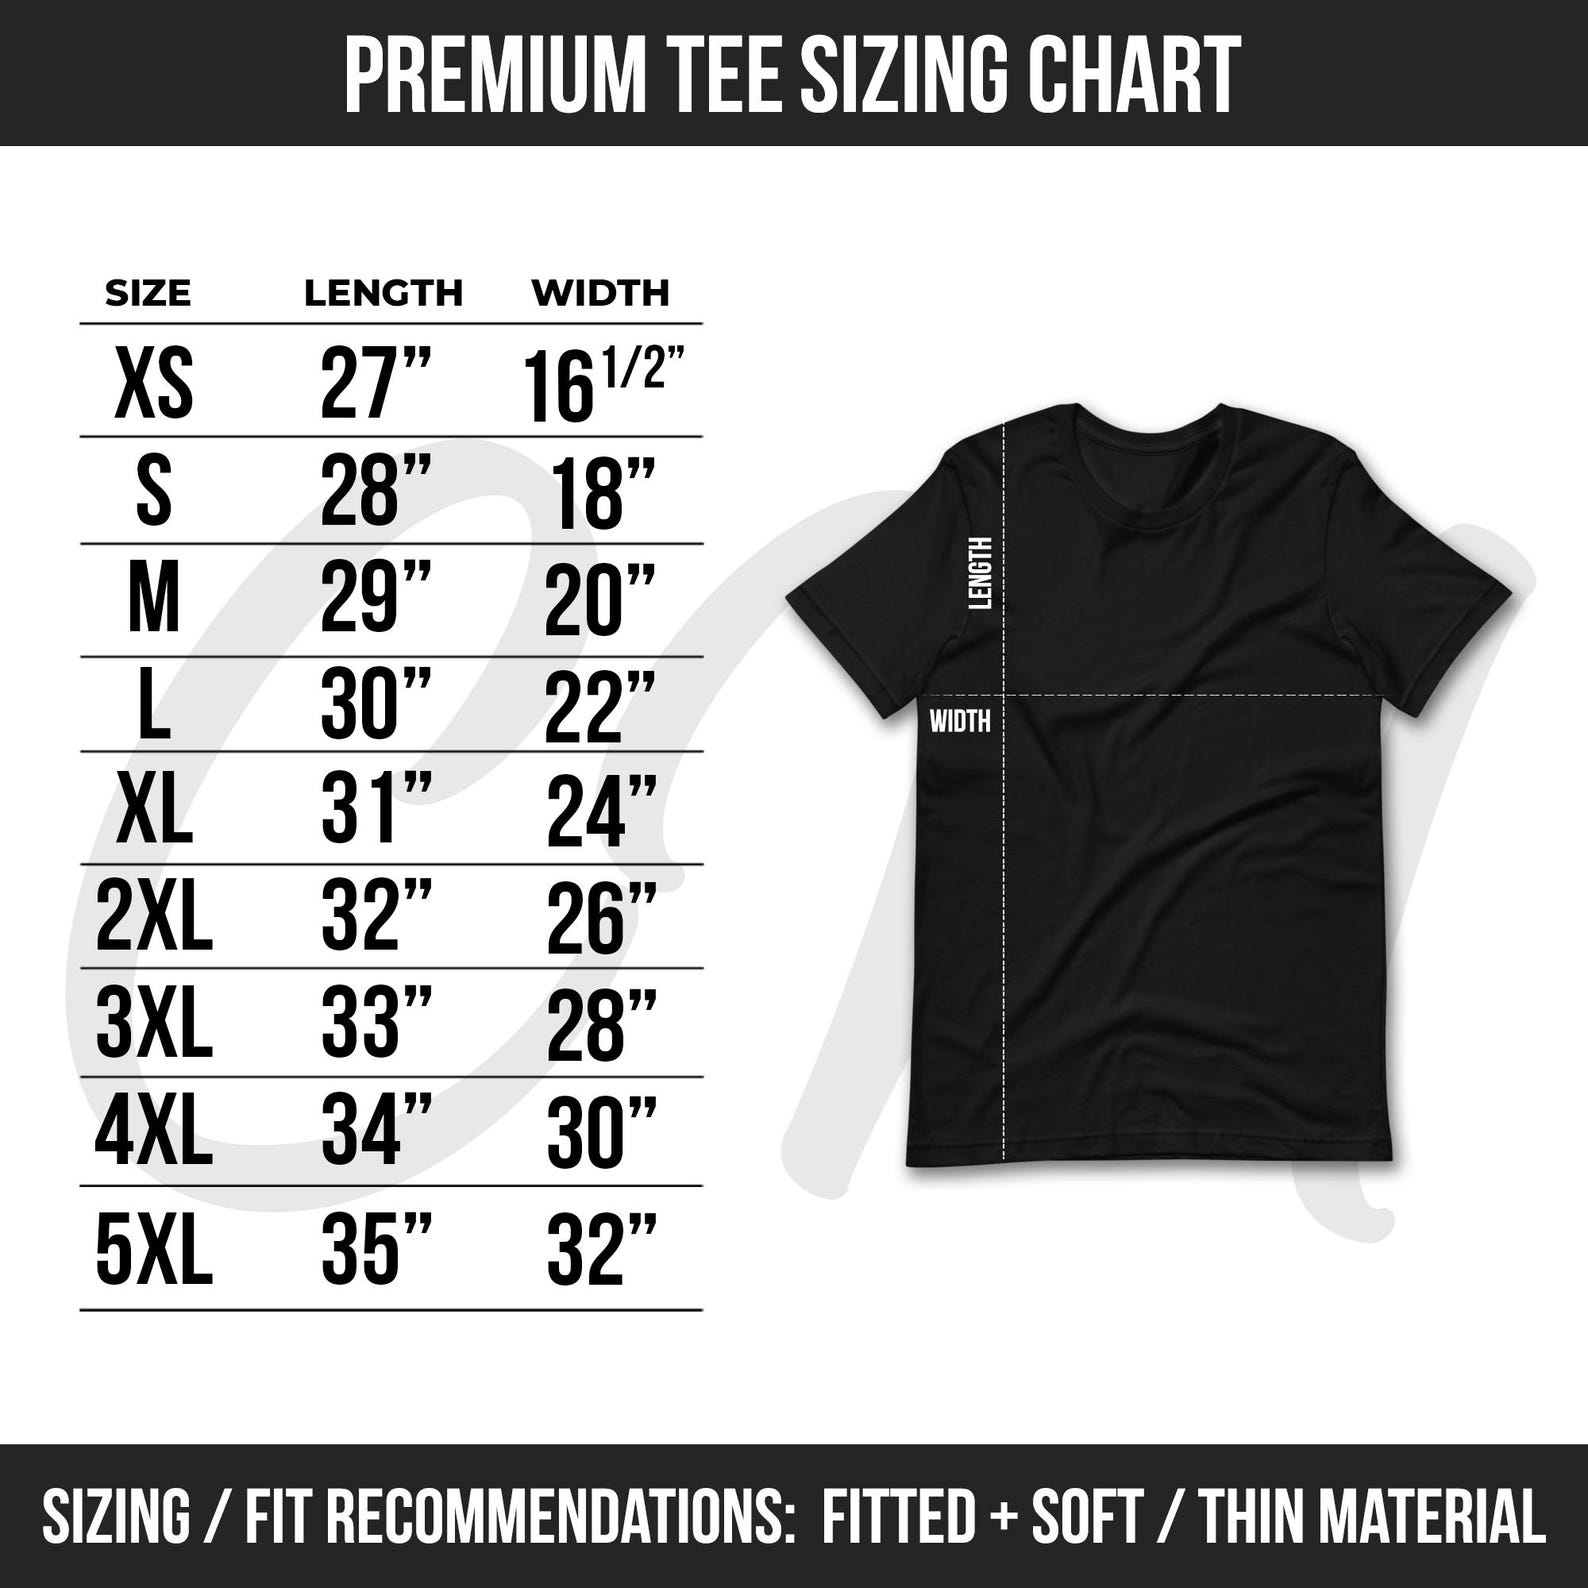 PREMIUM TEE SIZING CHART
SIZE LENGTH WIDTH
XS 27” 16 1/2”
S 28” 18”
M 29” 20”
L 30” 22”
XL 31” 24”
2XL 32” 26”
3XL 33” 28”
4XL 34” 30”
5XL 35” 32”
LENGTH
WIDTH
SIZING / FIT RECOMMENDATIONS: FITTED + SOFT / THIN MATERIAL